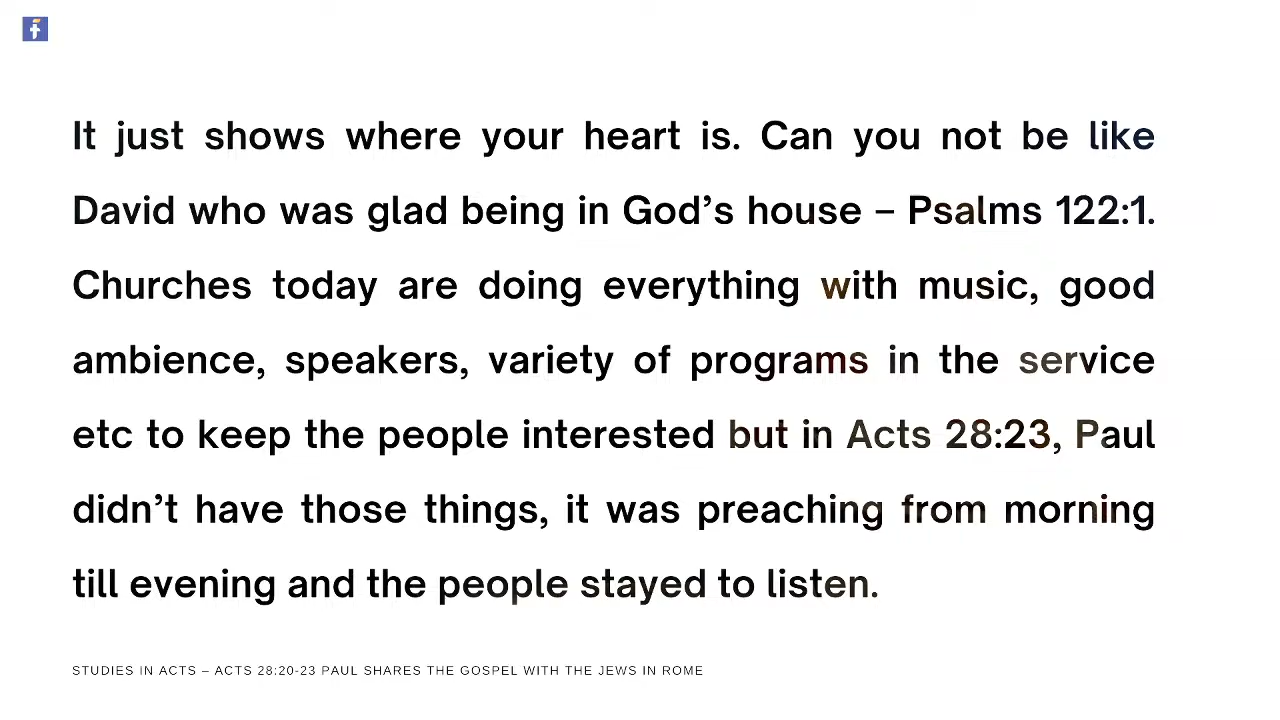 It just shows where your heart is. Can you not be like
David who was glad being in God’s house – Psalms 122:1.
Churches today are doing everything with music, good
ambience, speakers, variety of programs in the service
etc to keep the people interested but in Acts 28:23, Paul
didn’t have those things, it was preaching from morning
till evening and the people stayed to listen.
STUDIES IN ACTS – ACTS 28:20-23 PAUL SHARES THE GOSPEL WITH THE JEWS IN ROME